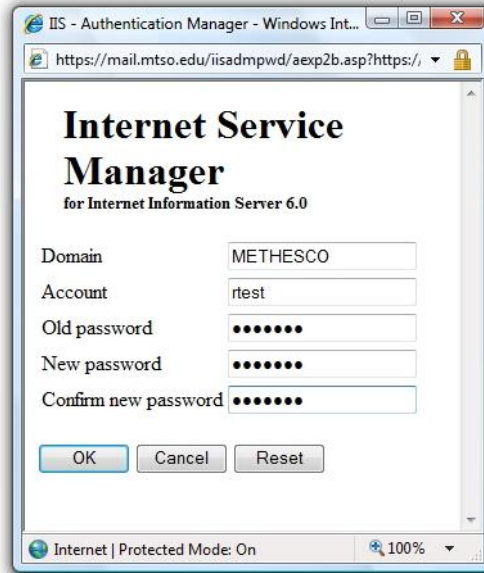 IIS - Authentication Manager - Windows Int...
https://mail.mtso.edu/iisadmpwd/aexp2b.asp?https:/,
Internet Service
Manager
for Internet Information Server 6.0
Domain METHESCO
Account rtest
Old password •••••••
New password •••••••
Confirm new password •••••••
OK Cancel Reset
Internet | Protected Mode: On 100%